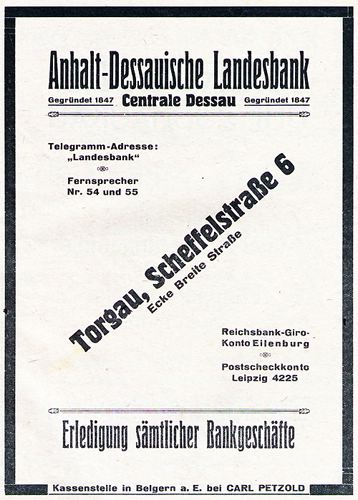 Anhalt-Dessauische Landesbank
Gegründet 1847 Centrale Dessau Gegründet 1847
Telegramm-Adresse:
„Landesbank“
Fernsprecher
Nr. 54 und 55
Torgau, Scheffelstraße 6
Ecke Breite Straße
Reichsbank-Giro-
Konto Eilenburg
Postscheckkonto
Leipzig 4225
Erledigung sämtlicher Bankgeschäfte
Kassenstelle in Belgern a. E. bei CARL PETZOLD